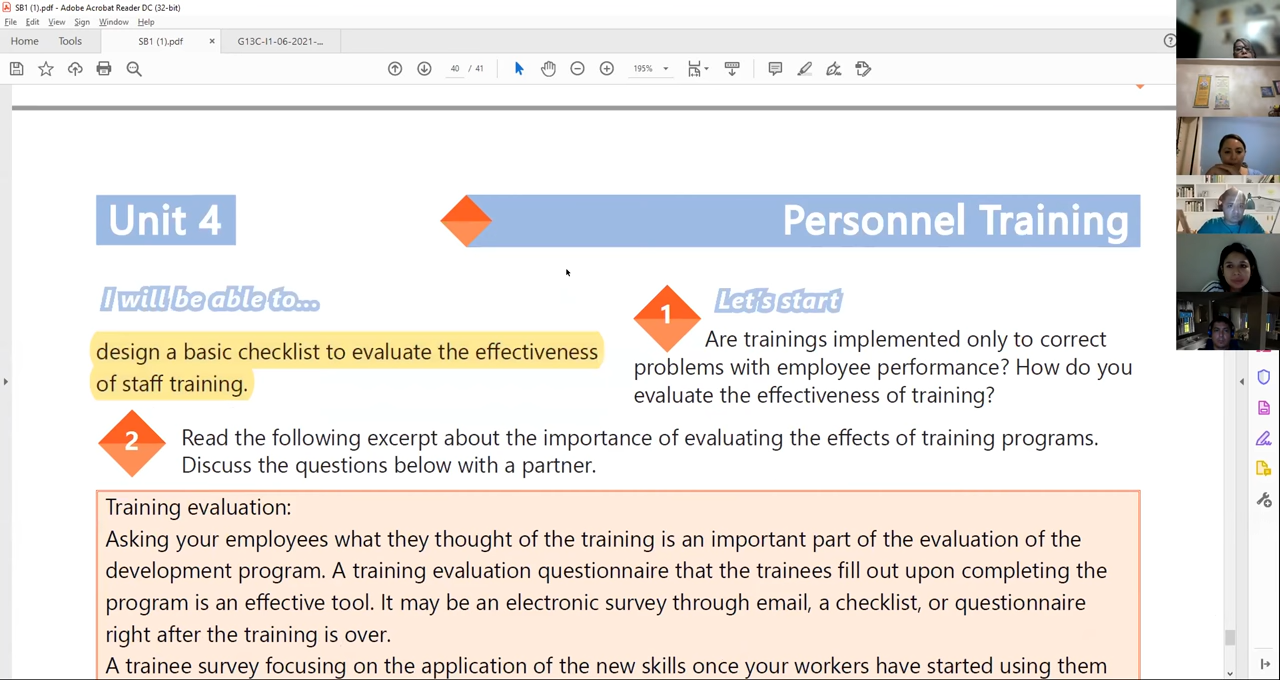 SB1 (1).pdf - Adobe Acrobat Reader DC (32-bit)
File Edit View Sign Window Help
Home Tools SB1 (1).pdf × G13C-I1-06-2021-...
40 / 41 195%
Unit 4
Personnel Training
I will be able to...
design a basic checklist to evaluate the effectiveness
of staff training.
1 Let's start
Are trainings implemented only to correct
problems with employee performance? How do you
evaluate the effectiveness of training?
2 Read the following excerpt about the importance of evaluating the effects of training programs.
Discuss the questions below with a partner.
Training evaluation:
Asking your employees what they thought of the training is an important part of the evaluation of the
development program. A training evaluation questionnaire that the trainees fill out upon completing the
program is an effective tool. It may be an electronic survey through email, a checklist, or questionnaire
right after the training is over.
A trainee survey focusing on the application of the new skills once your workers have started using them